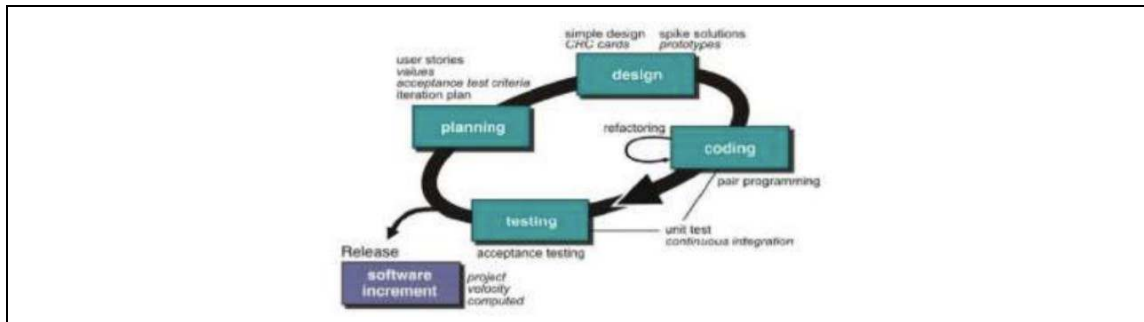 simple design
CRC cards
spike solutions
prototypes
design
user stories
values
acceptance test criteria
iteration plan
planning
refactoring
coding
pair programming
testing
unit test
continuous integration
acceptance testing
Release
software
increment
project
velocity
computed